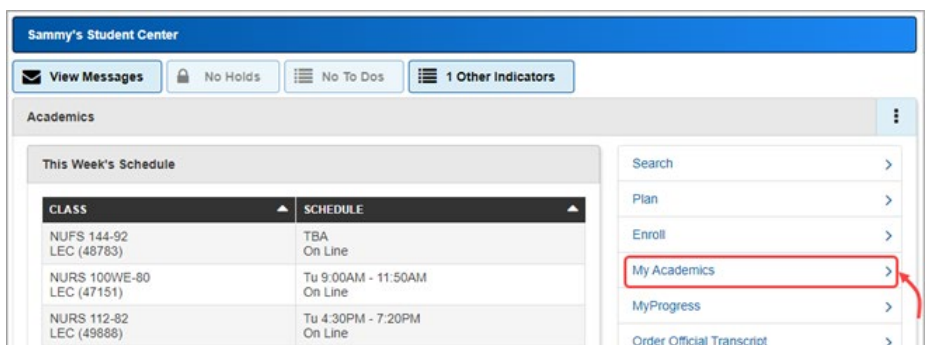 Sammy's Student Center
View Messages
No Holds
No To Dos
1 Other Indicators
Academics
This Week's Schedule
CLASS SCHEDULE
NUFS 144-92 TBA
LEC (48783) On Line
NURS 100WE-80 Tu 9:00AM - 11:50AM
LEC (47151) On Line
NURS 112-82 Tu 4:30PM - 7:20PM
LEC (49888) On Line
Search
Plan
Enroll
My Academics
MyProgress
Order Official Transcript